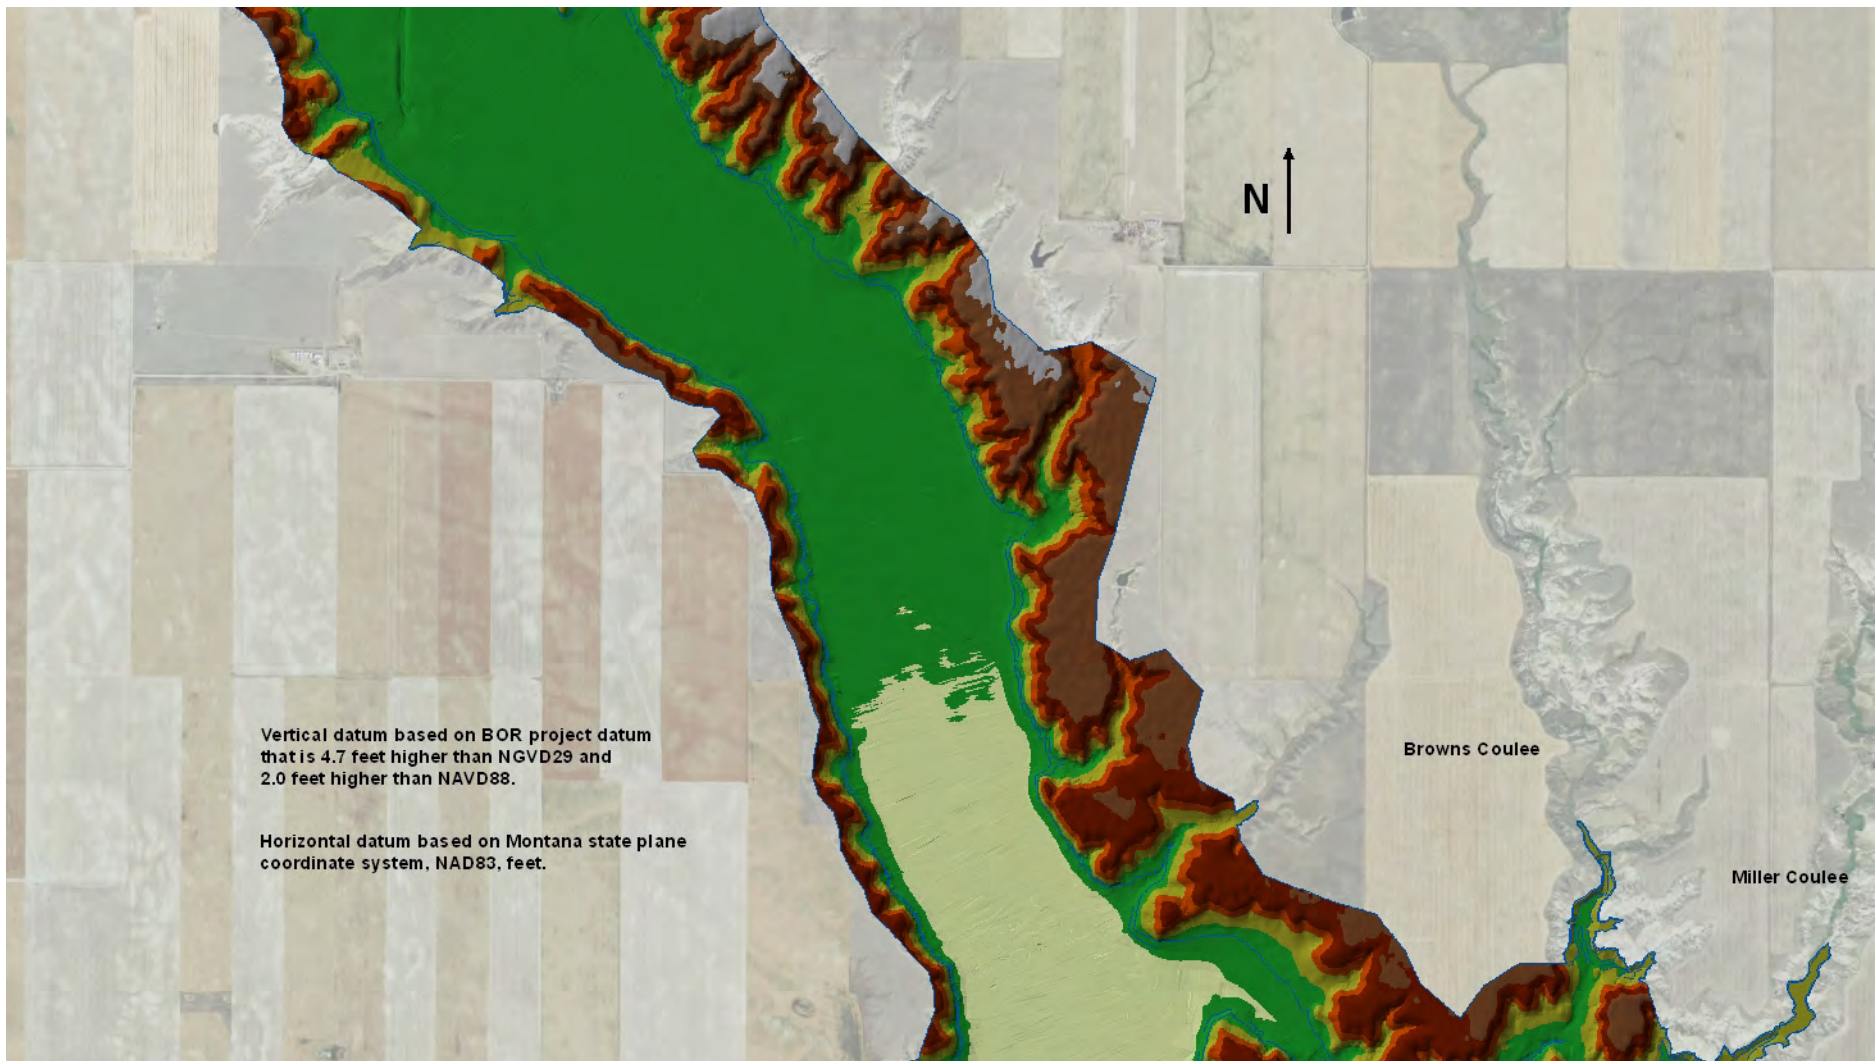 N
Vertical datum based on BOR project datum
that is 4.7 feet higher than NGVD29 and
2.0 feet higher than NAVD88.
Horizontal datum based on Montana state plane
coordinate system, NAD83, feet.
Browns Coulee
Miller Coulee